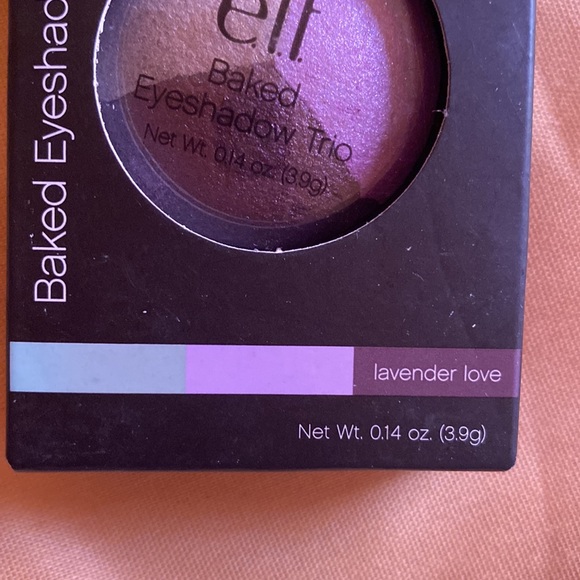 Baked Eyeshad
e.l.f.
Baked
Eyeshadow Trio
Net Wt. 0.14 oz. (3.9g)
lavender love
Net Wt. 0.14 oz. (3.9g)